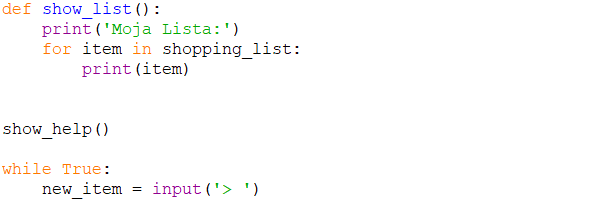 def show_list():
    print('Moja Lista:')
    for item in shopping_list:
        print(item)
show_help()
while True:
    new_item = input('> ')